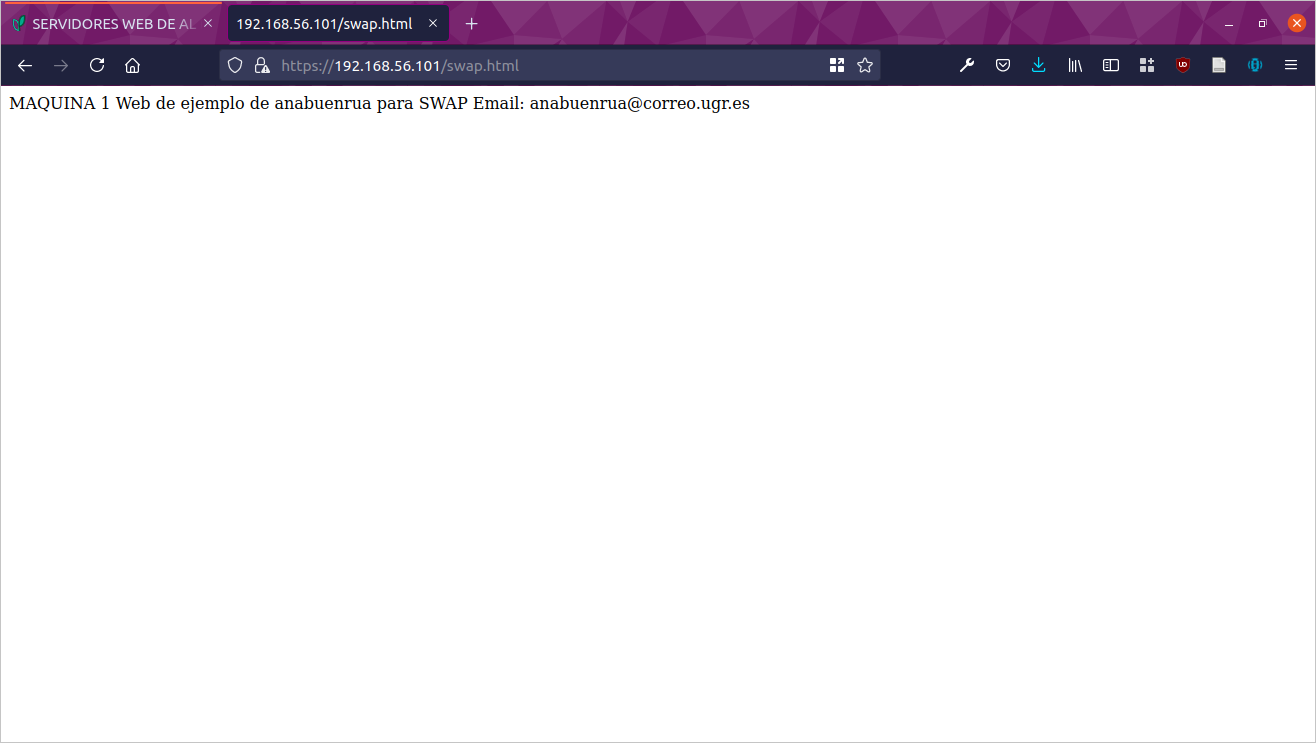 SERVIDORES WEB DE AL
192.168.56.101/swap.html
https://192.168.56.101/swap.html
MAQUINA 1 Web de ejemplo de anabuenrua para SWAP Email: anabuenrua@correo.ugr.es